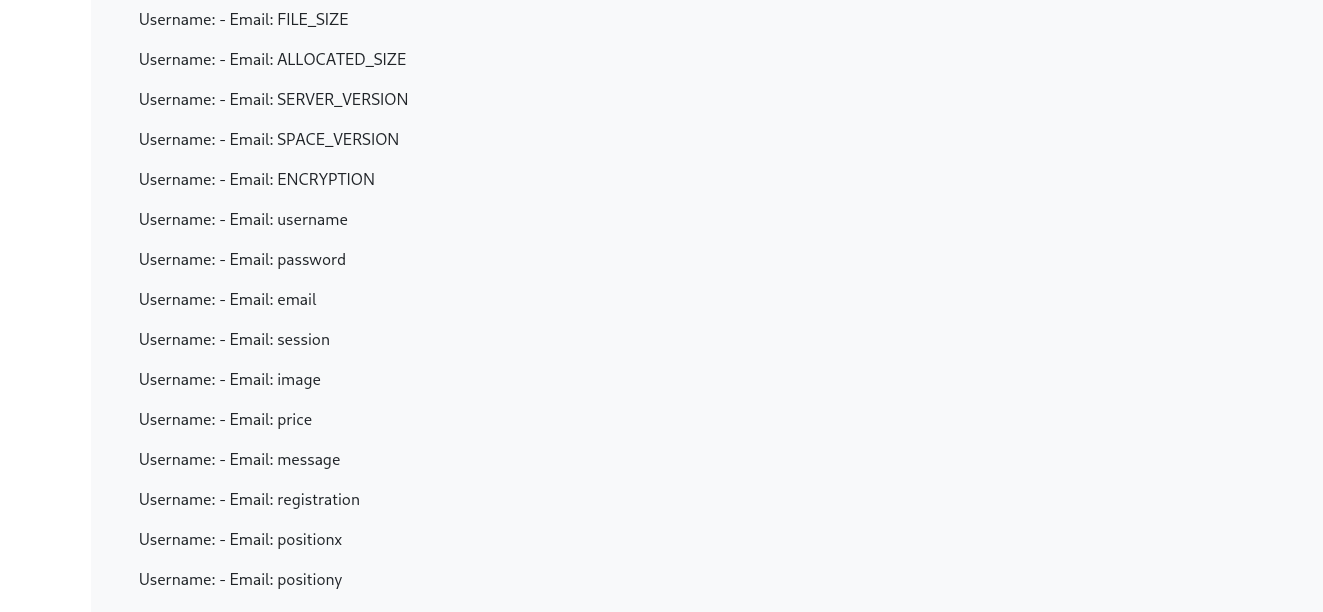 Username: - Email: FILE_SIZE
Username: - Email: ALLOCATED_SIZE
Username: - Email: SERVER_VERSION
Username: - Email: SPACE_VERSION
Username: - Email: ENCRYPTION
Username: - Email: username
Username: - Email: password
Username: - Email: email
Username: - Email: session
Username: - Email: image
Username: - Email: price
Username: - Email: message
Username: - Email: registration
Username: - Email: positionx
Username: - Email: positiony